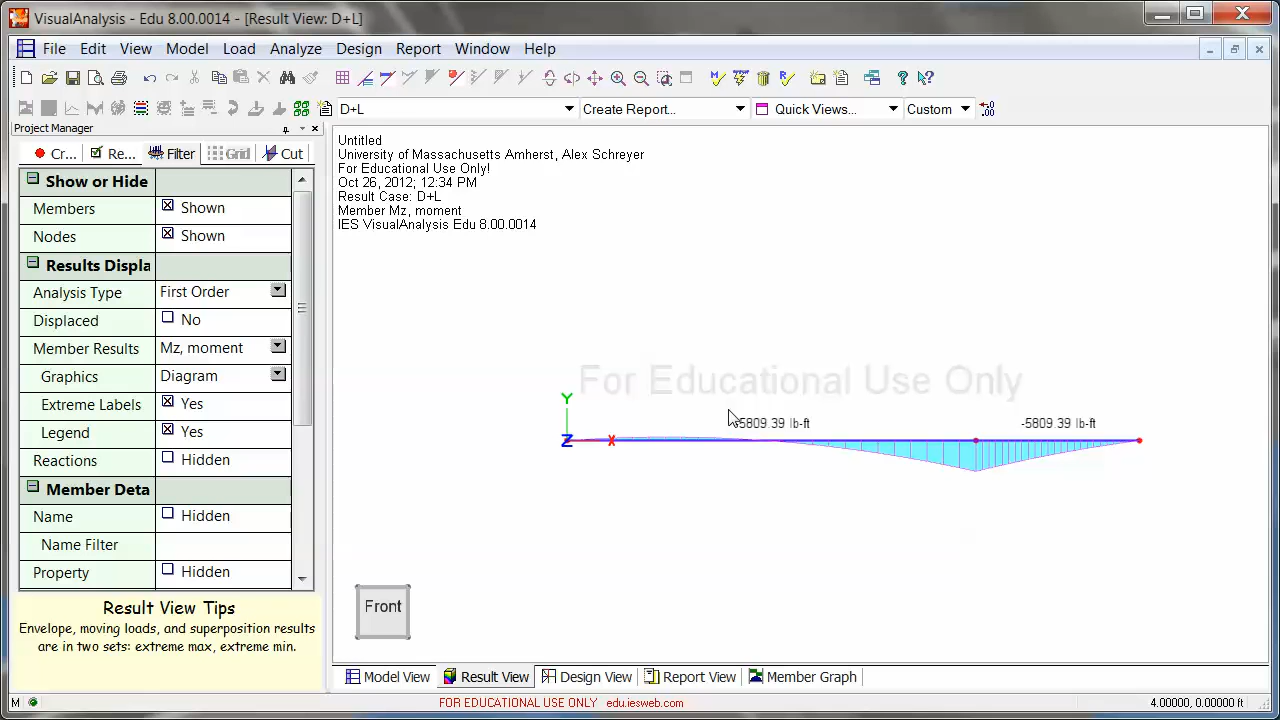 VisualAnalysis - Edu 8.00.0014 - [Result View: D+L]
File Edit View Model Load Analyze Design Report Window Help
D+L Create Report... Quick Views... Custom
Project Manager
Cr... Re... Filter Grid Cut
Show or Hide
Members Shown
Nodes Shown
Results Displa
Analysis Type First Order
Displaced No
Member Results Mz, moment
Graphics Diagram
Extreme Labels Yes
Legend Yes
Reactions Hidden
Member Deta
Name Hidden
Name Filter
Property Hidden
Result View Tips
Envelope, moving loads, and superposition results
are in two sets: extreme max, extreme min.
Untitled
University of Massachusetts Amherst, Alex Schreyer
For Educational Use Only!
Oct 26, 2012; 12:34 PM
Result Case: D+L
Member Mz, moment
IES VisualAnalysis Edu 8.00.0014
For Educational Use Only
Y
-5809.39 lb-ft -5809.39 lb-ft
Z X
Front
Model View Result View Design View Report View Member Graph
M FOR EDUCATIONAL USE ONLY edu.iesweb.com 4.00000, 0.00000 ft